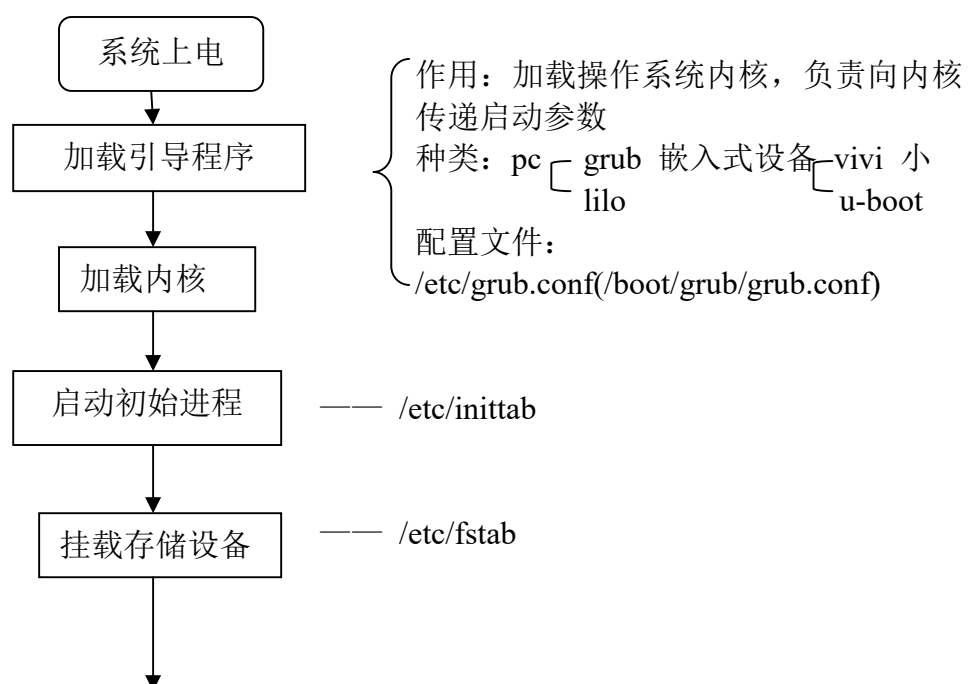 系统上电
加载引导程序
加载内核
启动初始进程
挂载存储设备
作用：加载操作系统内核，负责向内核
传递启动参数
种类：pc grub 嵌入式设备 vivi 小
lilo u-boot
配置文件：
/etc/grub.conf(/boot/grub/grub.conf)
—— /etc/inittab
—— /etc/fstab